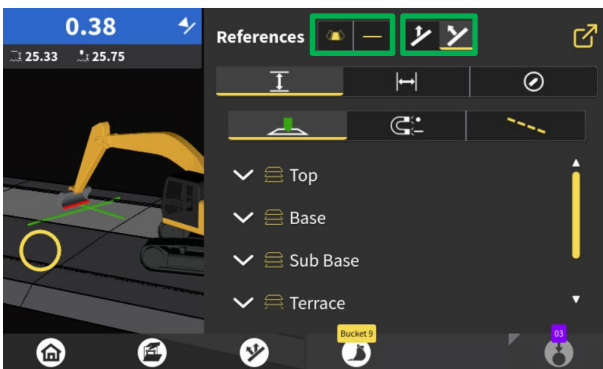 0.38
25.33 25.75
References
Top
Base
Sub Base
Terrace
Bucket 9
03